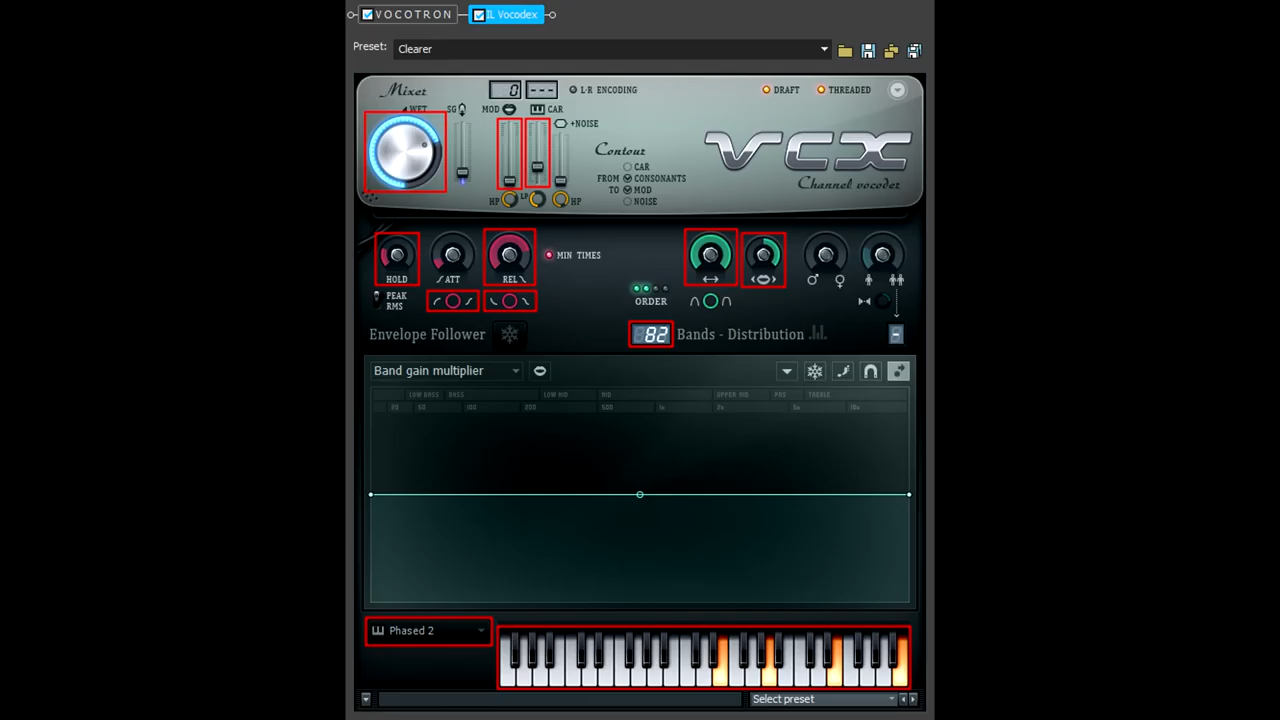 VOCOTRON IL Vocodex
Preset: Clearer
Mixer 0 --- L-R ENCODING DRAFT THREADED
WET SG MOD CAR
+NOISE
Contour
VCX
CAR
FROM CONSONANTS
TO MOD
NOISE
Channel vocoder
HP LP HP
HOLD ATT REL MIN TIMES
PEAK
RMS
ORDER
Envelope Follower 82 Bands - Distribution
Band gain multiplier
LOW BASS BASS LOW MID MID UPPER MID PRS TREBLE
20 50 100 200 500 1k 2k 5k 10k
Phased 2
Select preset